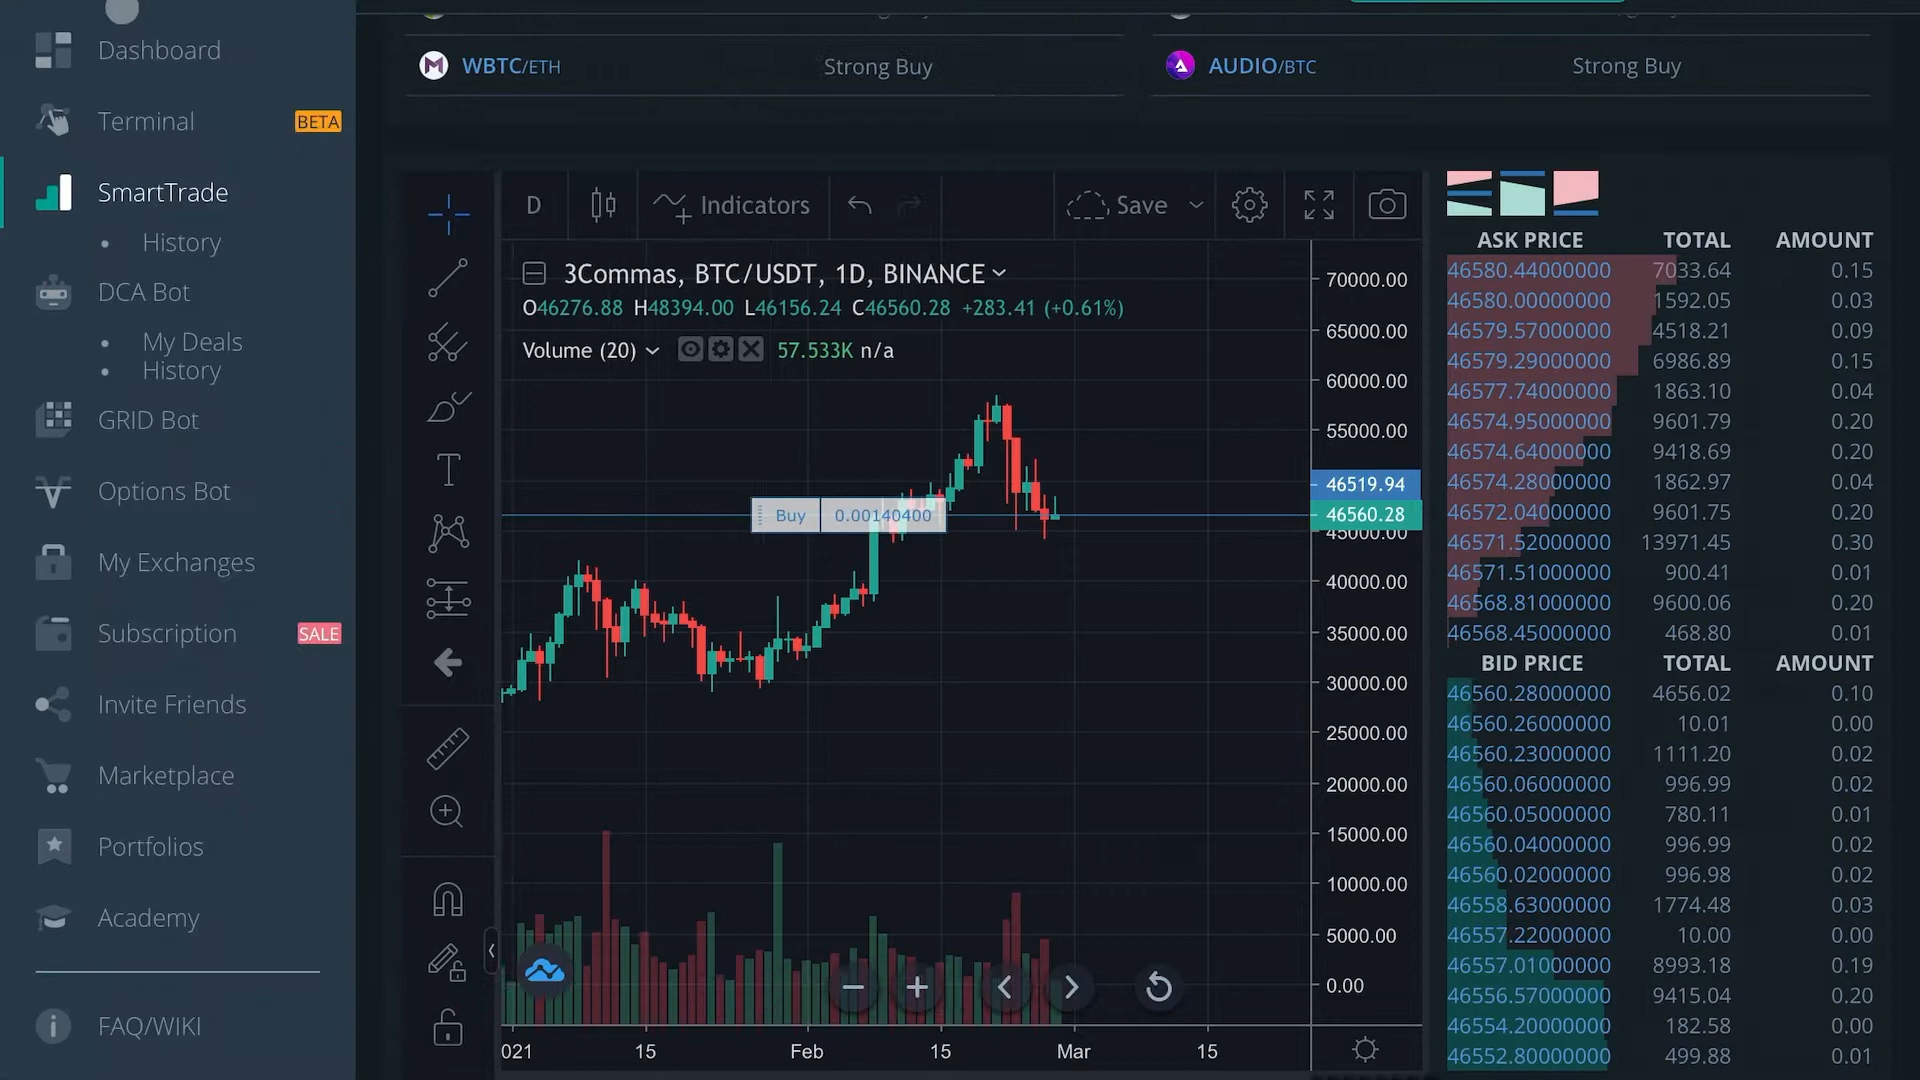 Dashboard
Terminal BETA
SmartTrade
• History
DCA Bot
• My Deals
• History
GRID Bot
Options Bot
My Exchanges
Subscription SALE
Invite Friends
Marketplace
Portfolios
Academy
FAQ/WIKI
WBTC/ETH Strong Buy
AUDIO/BTC Strong Buy
D Indicators Save
3Commas, BTC/USDT, 1D, BINANCE
O46276.88 H48394.00 L46156.24 C46560.28 +283.41 (+0.61%)
Volume (20) 57.533K n/a
Buy 0.00140400
70000.00
65000.00
60000.00
55000.00
46519.94
46560.28
45000.00
40000.00
35000.00
30000.00
25000.00
20000.00
15000.00
10000.00
5000.00
0.00
021 15 Feb 15 Mar 15
ASK PRICE TOTAL AMOUNT
46580.44000000 7033.64 0.15
46580.00000000 1592.05 0.03
46579.57000000 4518.21 0.09
46579.29000000 6986.89 0.15
46577.74000000 1863.10 0.04
46574.95000000 9601.79 0.20
46574.64000000 9418.69 0.20
46574.28000000 1862.97 0.04
46572.04000000 9601.75 0.20
46571.52000000 13971.45 0.30
46571.51000000 900.41 0.01
46568.81000000 9600.06 0.20
46568.45000000 468.80 0.01
BID PRICE TOTAL AMOUNT
46560.28000000 4656.02 0.10
46560.26000000 10.01 0.00
46560.23000000 1111.20 0.02
46560.06000000 996.99 0.02
46560.05000000 780.11 0.01
46560.04000000 996.99 0.02
46560.02000000 996.98 0.02
46558.63000000 1774.48 0.03
46557.22000000 10.00 0.00
46557.01000000 8993.18 0.19
46556.57000000 9415.04 0.20
46554.20000000 182.58 0.00
46552.80000000 499.88 0.01